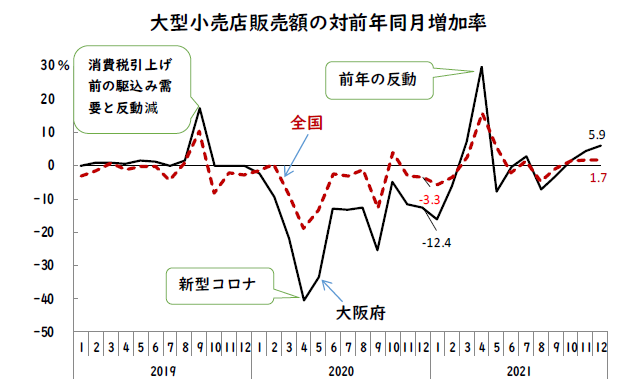 大型小売店販売額の対前年同月増加率
30%
20
10
0
-10
-20
-30
-40
-50
消費税引上げ
前の駆込み需
要と反動減
前年の反動
全国
5.9
1.7
-3.3
-12.4
新型コロナ
大阪府
1 2 3 4 5 6 7 8 9 10 11 12 1 2 3 4 5 6 7 8 9 10 11 12 1 2 3 4 5 6 7 8 9 10 11 12
2019 2020 2021